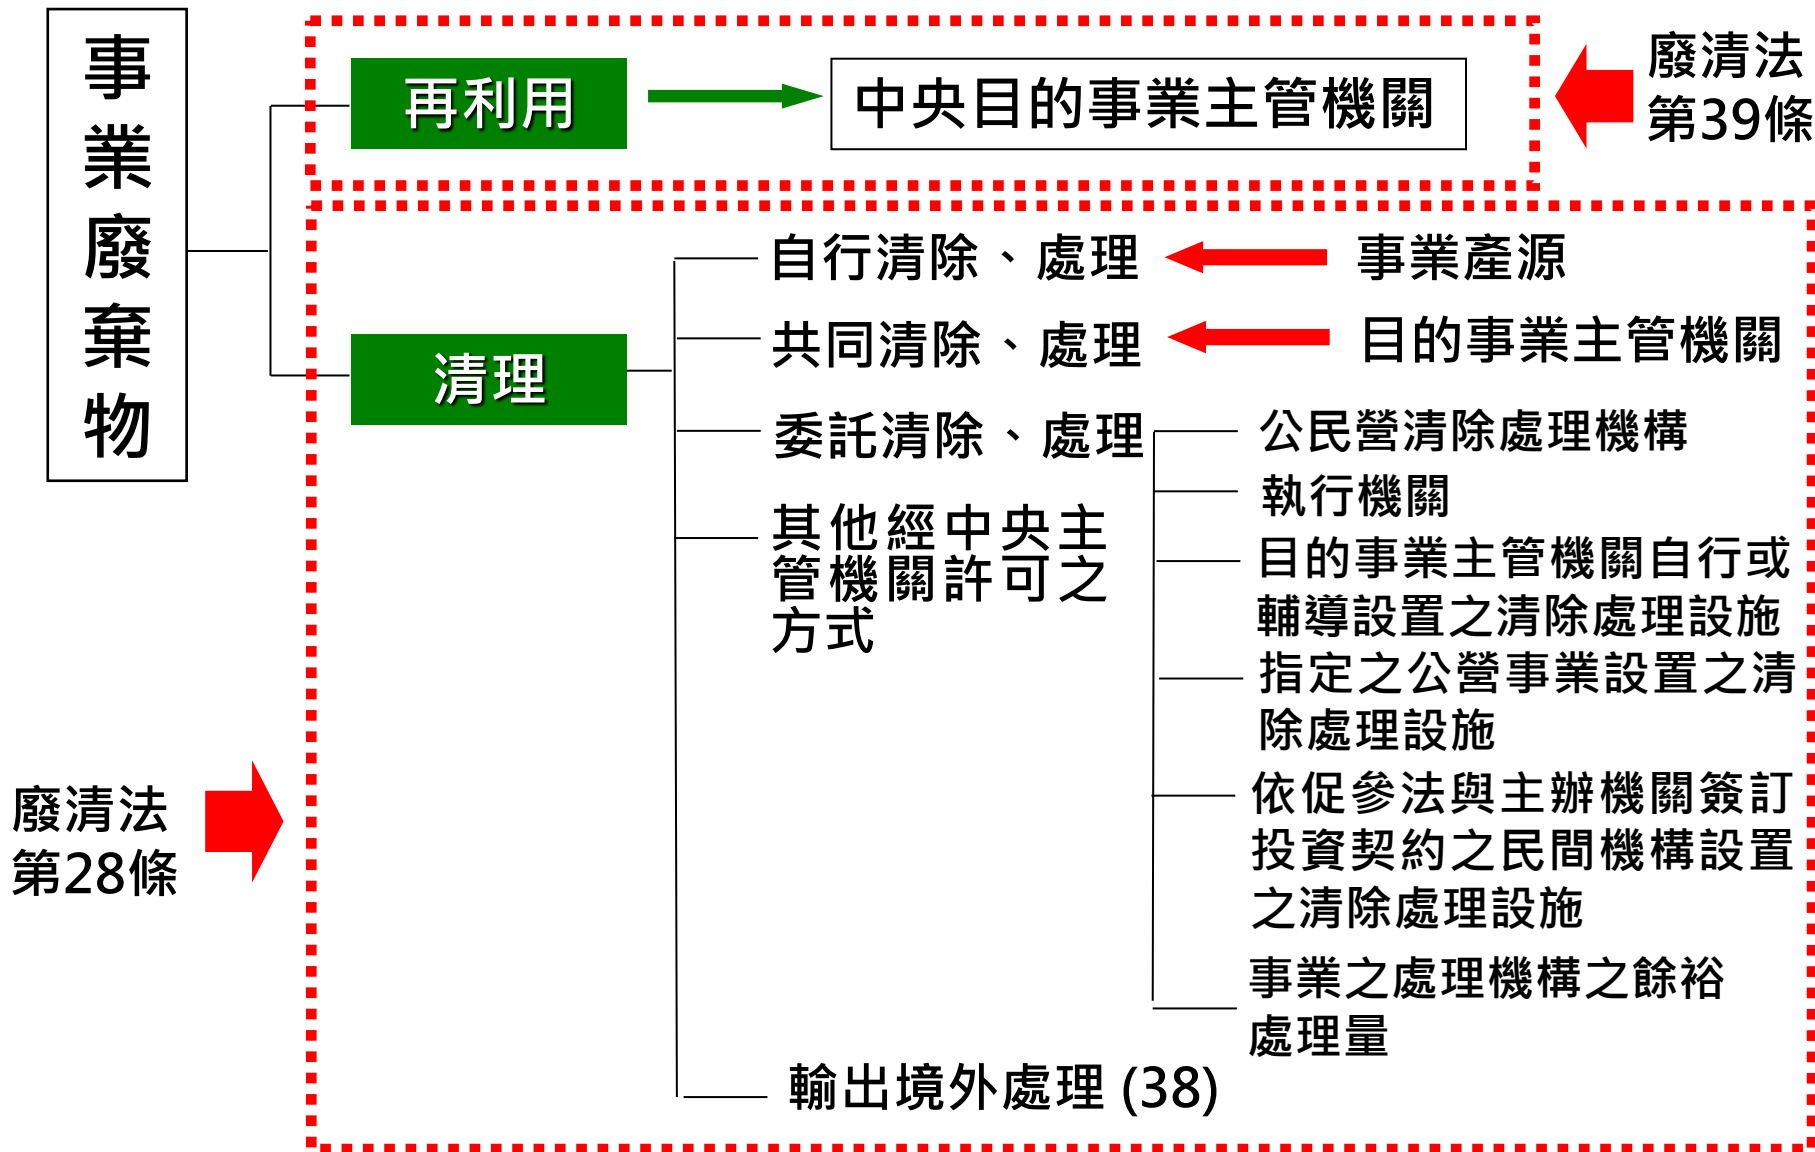 事業廢棄物
再利用
中央目的事業主管機關
廢清法
第39條
清理
自行清除、處理
事業產源
共同清除、處理
目的事業主管機關
委託清除、處理
公民營清除處理機構
執行機關
目的事業主管機關自行或
輔導設置之清除處理設施
指定之公營事業設置之清
除處理設施
依促參法與主辦機關簽訂
投資契約之民間機構設置
之清除處理設施
事業之處理機構之餘裕
處理量
其他經中央主
管機關許可之
方式
輸出境外處理 (38)
廢清法
第28條